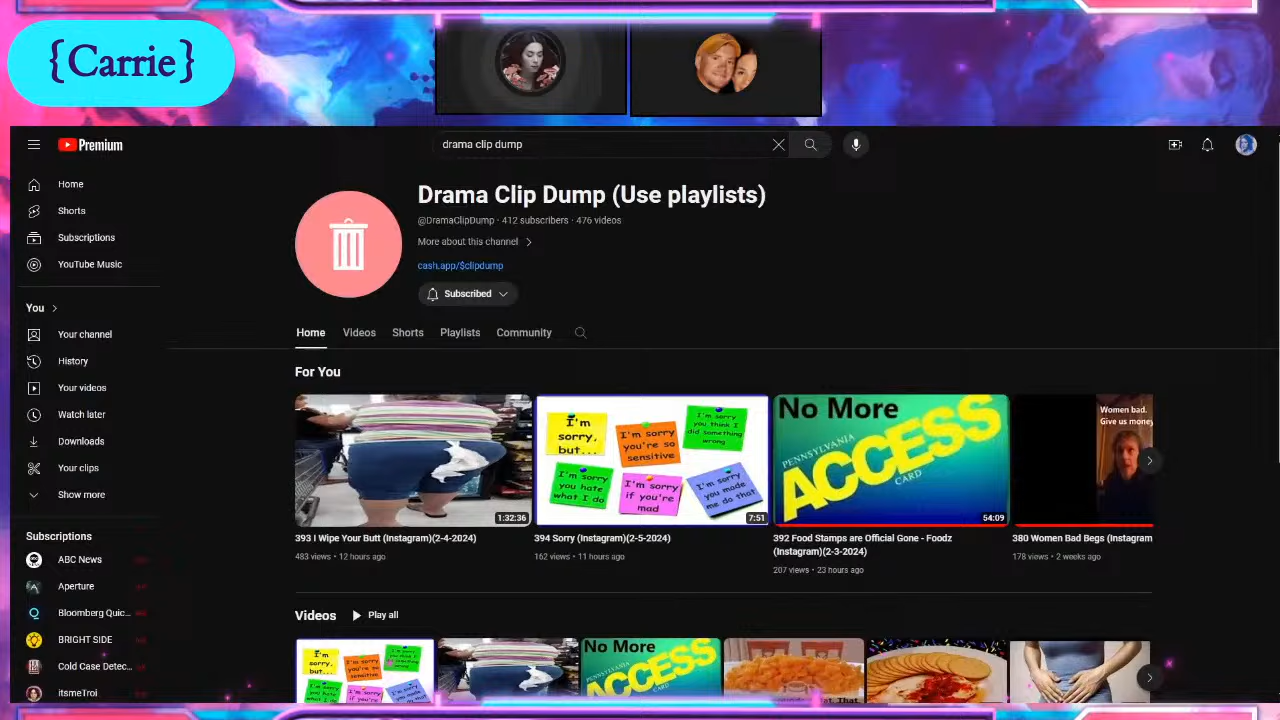 {Carrie}
Premium
drama clip dump
Home
Shorts
Subscriptions
YouTube Music
You
Your channel
History
Your videos
Watch later
Downloads
Your clips
Show more
Subscriptions
ABC News
Aperture
Bloomberg Quic...
BRIGHT SIDE
Cold Case Detec...
itsmeTroi
Drama Clip Dump (Use playlists)
@DramaClipDump · 412 subscribers · 476 videos
More about this channel
cash.app/$clipdump
Subscribed
Home Videos Shorts Playlists Community
For You
1:32:36
393 I Wipe Your Butt (Instagram)(2-4-2024)
483 views · 12 hours ago
I'm sorry, but...
I'm sorry you're so sensitive
I'm sorry you think I did something wrong
I'm sorry you hate what I do
I'm sorry if you're mad
I'm sorry you made me do that
7:51
394 Sorry (Instagram)(2-5-2024)
162 views · 11 hours ago
No More
PENNSYLVANIA
ACCESS
CARD
54:09
392 Food Stamps are Official Gone - Foodz
(Instagram)(2-3-2024)
207 views · 23 hours ago
Women bad.
Give us money
380 Women Bad Begs (Instagram
178 views · 2 weeks ago
Videos
Play all
I'm sorry, but...
No More
ACCESS